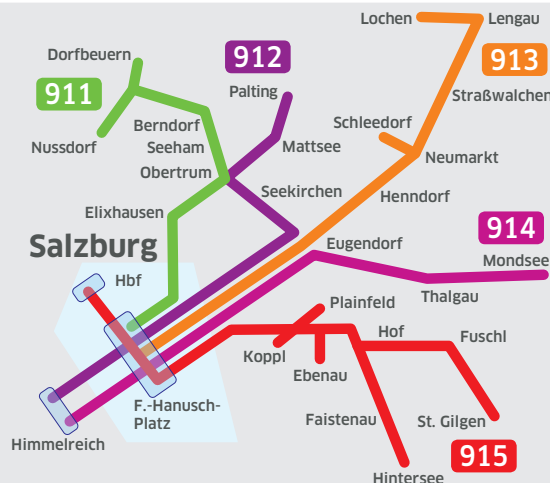 Lochen
Lengau
Dorfbeuern
912
913
911
Palting
Straßwalchen
Berndorf
Schleedorf
Nussdorf
Seeham
Mattsee
Neumarkt
Obertrum
Seekirchen
Henndorf
Elixhausen
914
Salzburg
Eugendorf
Mondsee
Hbf
Thalgau
Plainfeld
Hof
Fuschl
Koppl
Ebenau
F.-Hanusch-
Platz
Faistenau
St. Gilgen
Himmelreich
915
Hintersee